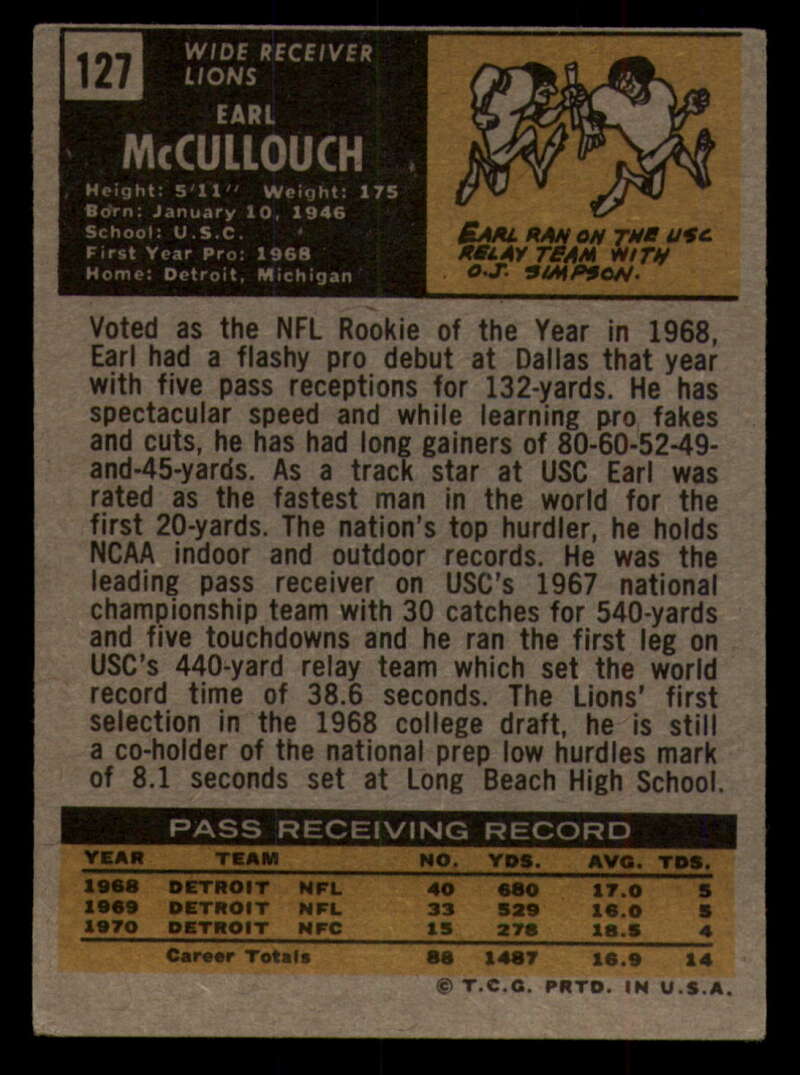 127
WIDE RECEIVER
LIONS
EARL
McCULLOUCH
Height: 5'11" Weight: 175
Born: January 10, 1946
School: U.S.C.
First Year Pro: 1968
Home: Detroit, Michigan
EARL RAN ON THE USC
RELAY TEAM WITH
O.J. SIMPSON.
Voted as the NFL Rookie of the Year in 1968,
Earl had a flashy pro debut at Dallas that year
with five pass receptions for 132-yards. He has
spectacular speed and while learning pro fakes
and cuts, he has had long gainers of 80-60-52-49-
and-45-yards. As a track star at USC Earl was
rated as the fastest man in the world for the
first 20-yards. The nation's top hurdler, he holds
NCAA indoor and outdoor records. He was the
leading pass receiver on USC's 1967 national
championship team with 30 catches for 540-yards
and five touchdowns and he ran the first leg on
USC's 440-yard relay team which set the world
record time of 38.6 seconds. The Lions' first
selection in the 1968 college draft, he is still
a co-holder of the national prep low hurdles mark
of 8.1 seconds set at Long Beach High School.
PASS RECEIVING RECORD
YEAR TEAM NO. YDS. AVG. TDS.
1968 DETROIT NFL 40 680 17.0 5
1969 DETROIT NFL 33 529 16.0 5
1970 DETROIT NFC 15 278 18.5 4
Career Totals 88 1487 16.9 14
© T.C.G. PRTD. IN U.S.A.